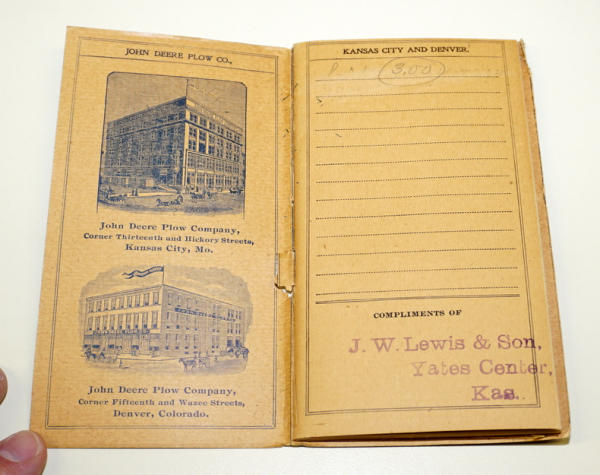 JOHN DEERE PLOW CO.,
John Deere Plow Company,
Corner Thirteenth and Hickory Streets,
Kansas City, Mo.
John Deere Plow Company,
Corner Fifteenth and Wazee Streets,
Denver, Colorado.
KANSAS CITY AND DENVER.
3.00
COMPLIMENTS OF
J. W. Lewis & Son,
Yates Center,
Kas.